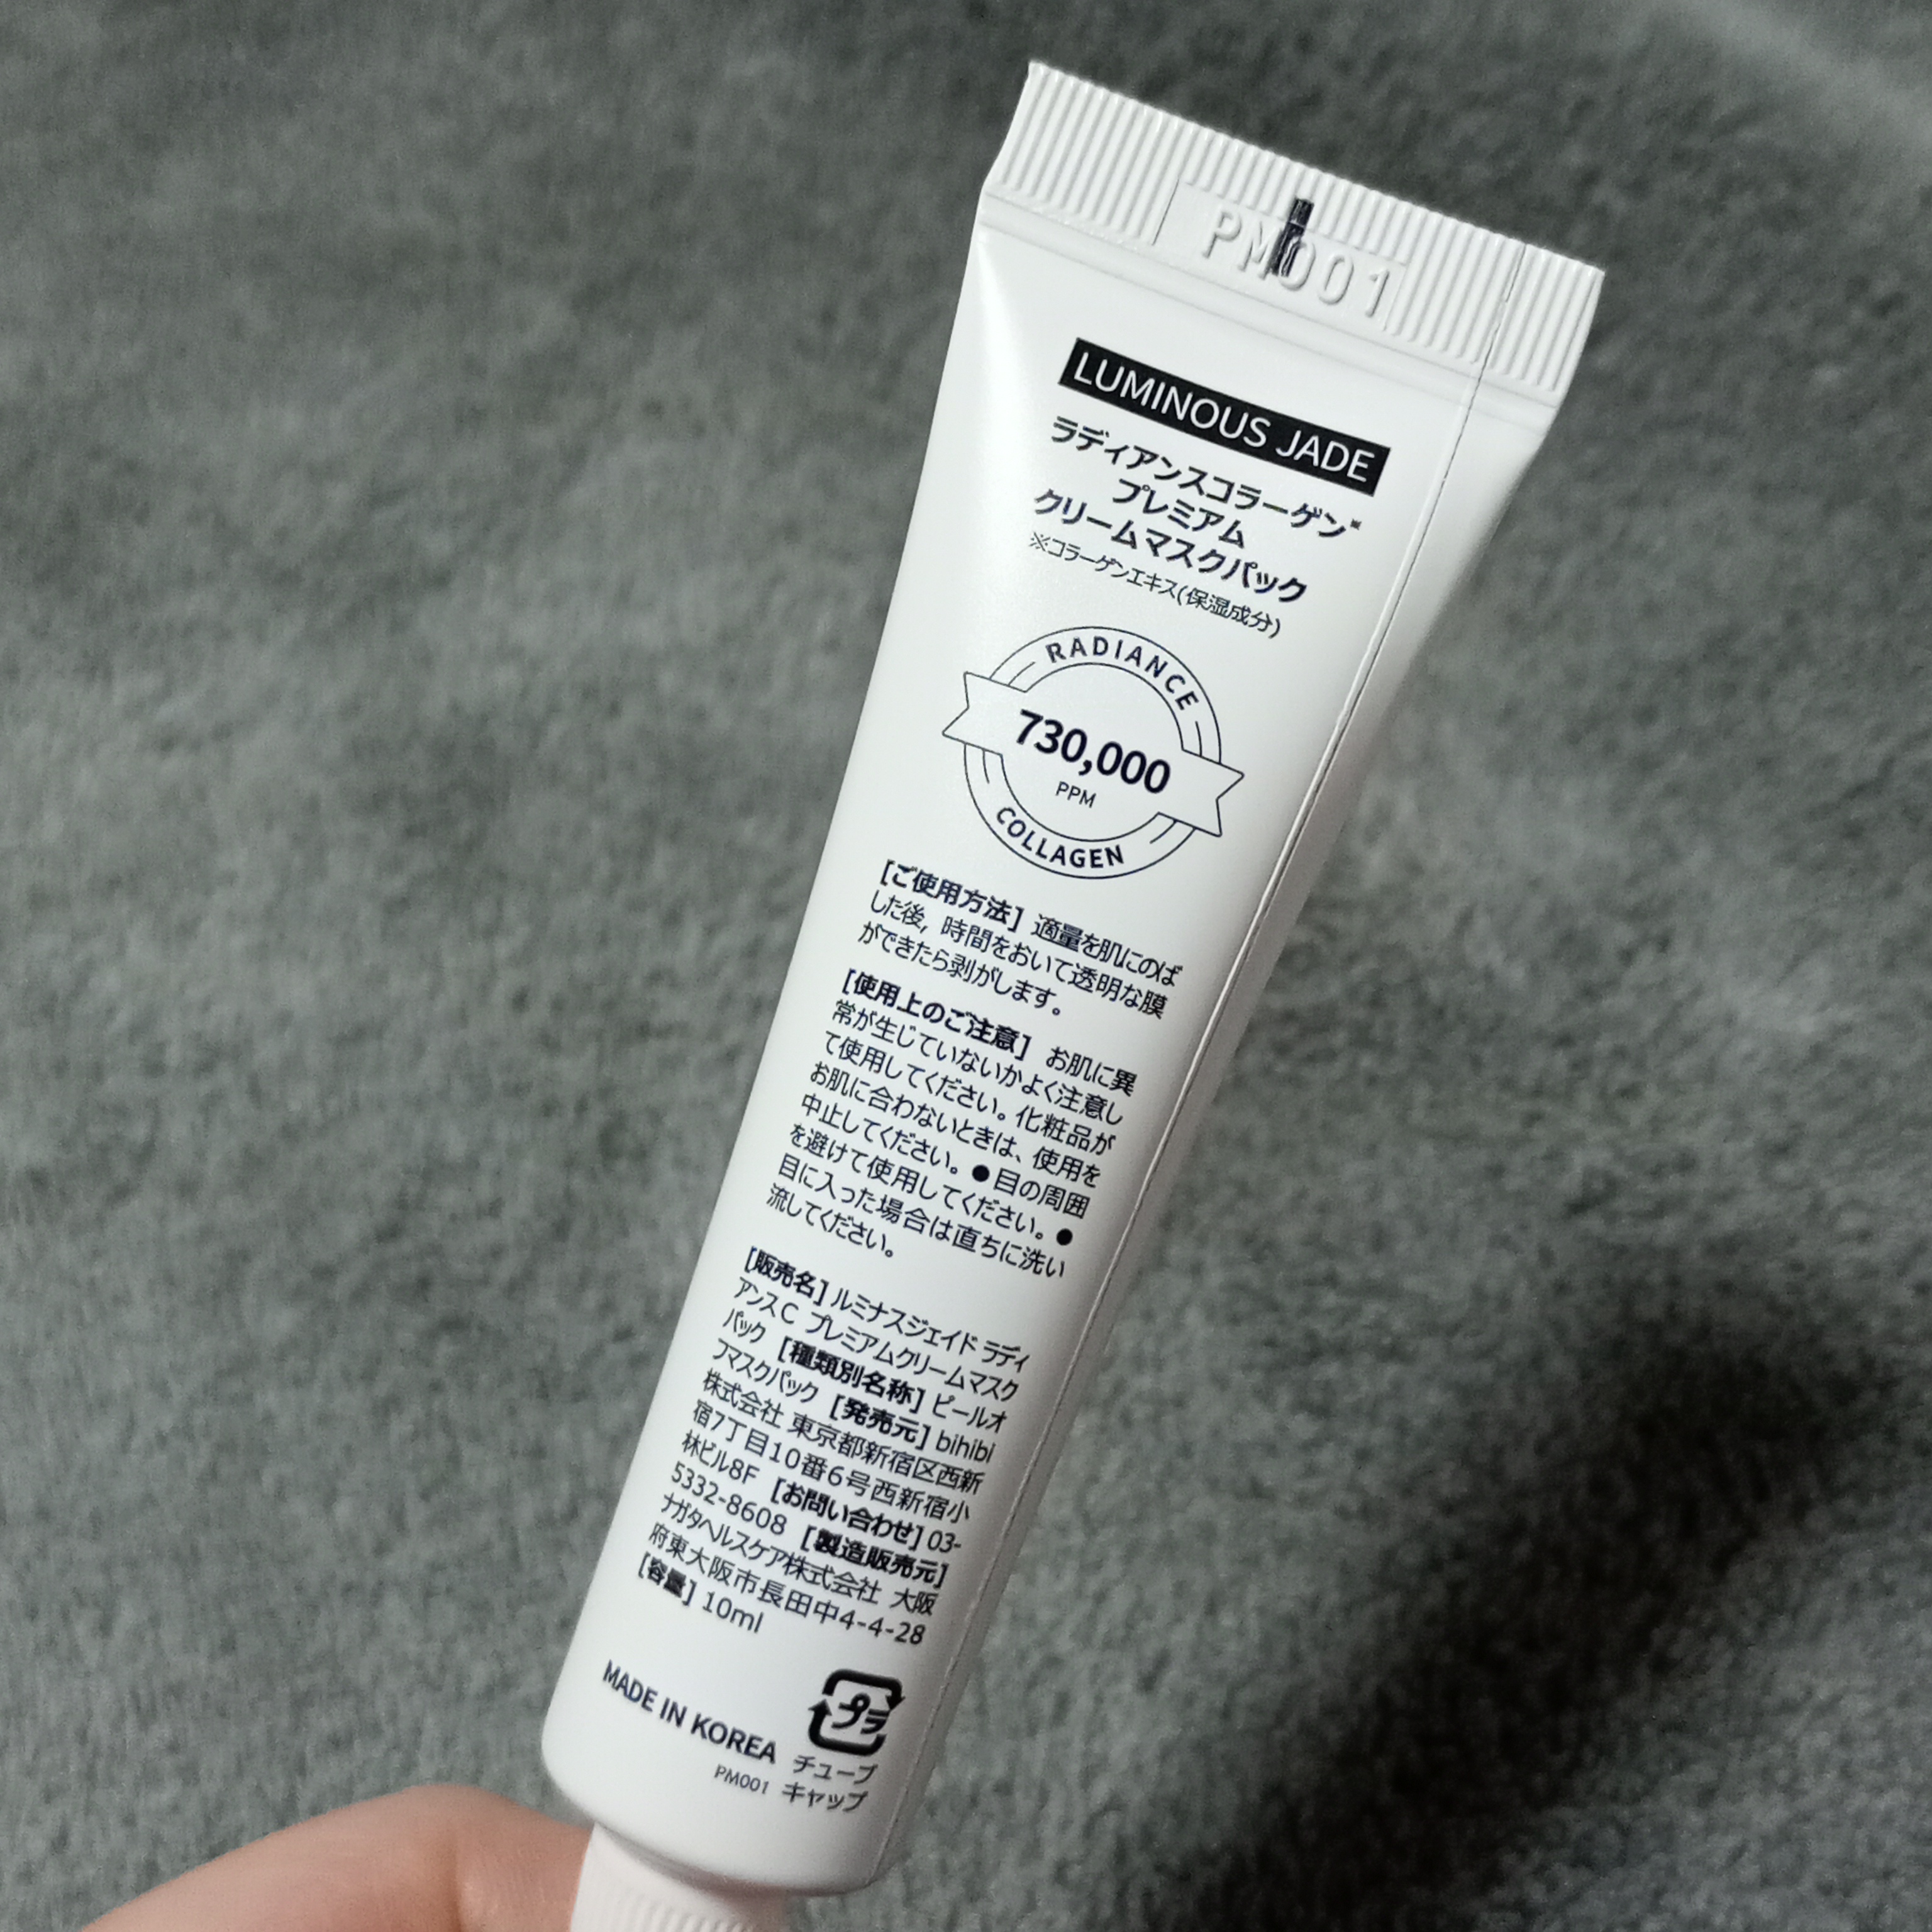 PM001
LUMINOUS JADE
ラディアンスコラーゲン※
プレミアム
クリームマスクパック
※コラーゲンエキス(保湿成分)
RADIANCE
730,000
PPM
COLLAGEN
[ご使用方法] 適量を肌にのば
した後, 時間をおいて透明な膜
ができたら剥がします。
[使用上のご注意] お肌に異
常が生じていないかよく注意し
て使用してください。化粧品が
お肌に合わないときは、使用を
中止してください。●目の周囲
を避けて使用してください。●
目に入った場合は直ちに洗い
流してください。
[販売名] ルミナスジェイド ラディ
アンスC プレミアムクリームマスク
パック [種類別名称] ピールオ
フマスクパック [発売元] bihibi
株式会社 東京都新宿区西新
宿7丁目10番6号西新宿小
林ビル8F [お問い合わせ] 03-
5332-8608 [製造販売元]
ナガタヘルスケア株式会社 大阪
府東大阪市長田中4-4-28
[容量] 10ml
MADE IN KOREA
プラ
チューブ
PM001 キャップ